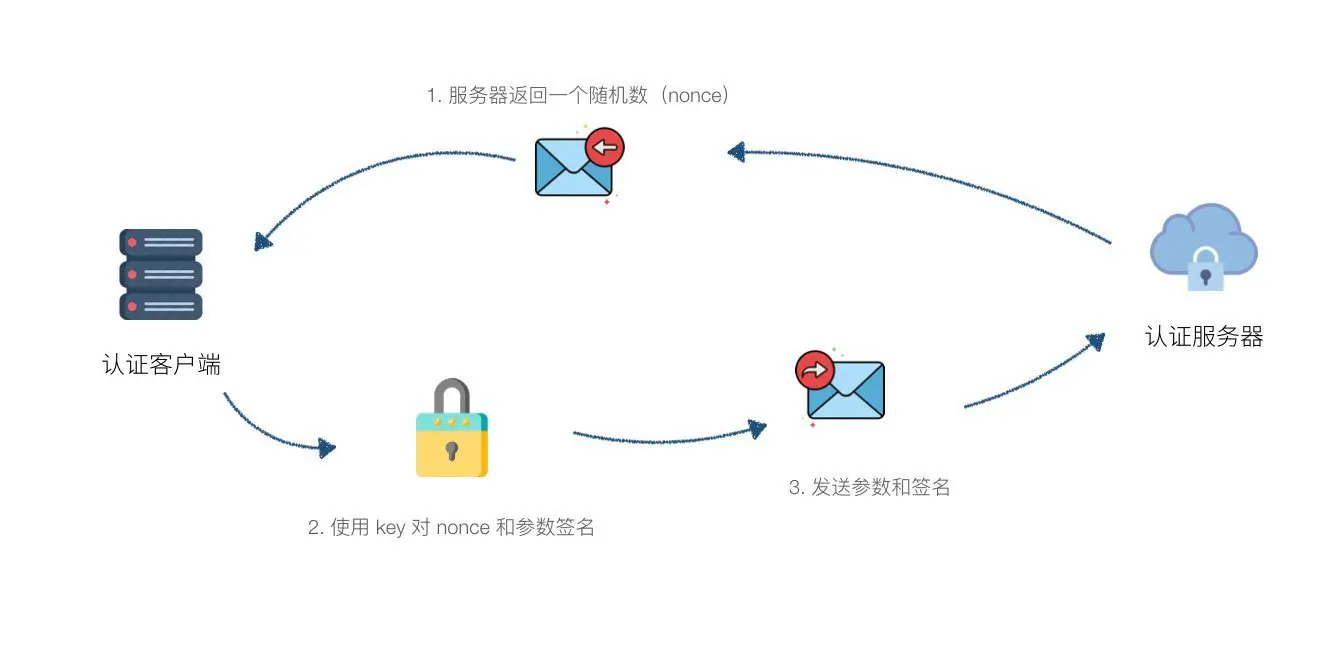 1. 服务器返回一个随机数（nonce）
认证客户端
认证服务器
2. 使用 key 对 nonce 和参数签名
3. 发送参数和签名